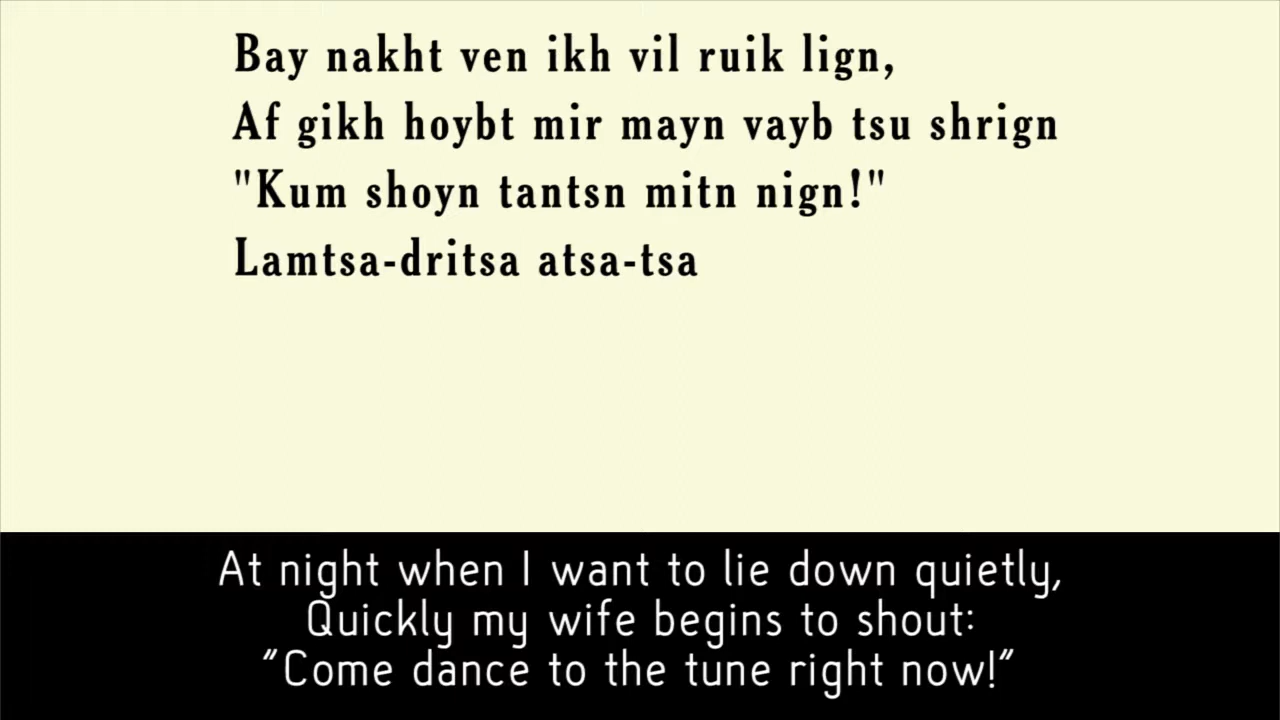 Bay nakht ven ikh vil ruik lign,
Af gikh hoybt mir mayn vayb tsu shrign
"Kum shoyn tantsn mitn nign!"
Lamtsa-dritsa atsa-tsa
At night when I want to lie down quietly,
Quickly my wife begins to shout:
"Come dance to the tune right now!"